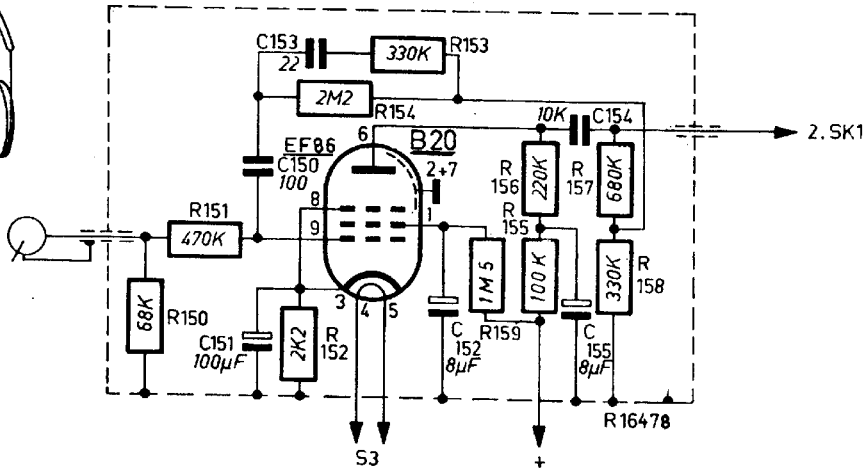 C153
22
330K
R153
2M2
R154
10K
C154
2.SK1
EF86
C150
100
6
B20
2+7
R
156
220K
R
157
680K
R151
470K
8
9
1
R
155
100K
R
158
330K
1M5
R159
68K
R150
3
4
5
C151
100µF
2K2
R
152
C
152
8µF
C
155
8µF
R16478
S3
+